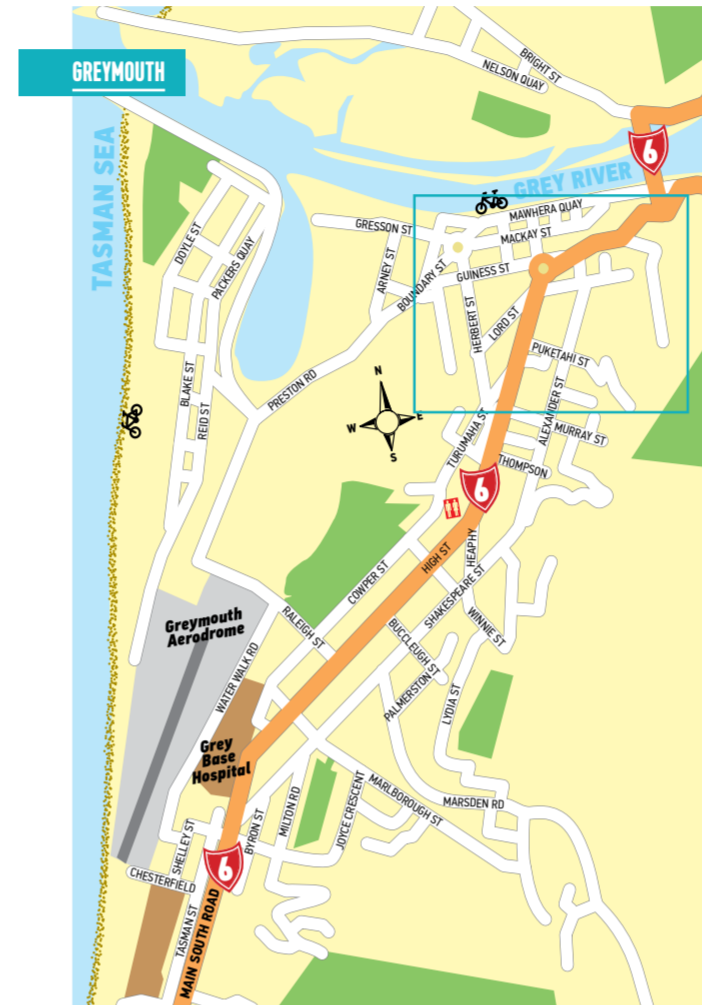 GREYMOUTH
BRIGHT ST
NELSON QUAY
TASMAN SEA
6
GREY RIVER
MAWHERA QUAY
GRESSON ST
MACKAY ST
DOYLE ST
PACKERS QUAY
ARNEY ST
BOUNDARY ST
GUINESS ST
HERBERT ST
LORD ST
PUKETAHI ST
BLAKE ST
REID ST
PRESTON RD
N
W
E
S
ALEXANDER ST
TURUMAHA ST
MURRAY ST
THOMPSON
6
HEAPHY
HIGH ST
COWPER ST
SHAKESPEARE ST
Greymouth
Aerodrome
RALEIGH ST
WINNIE ST
BUCCLEUGH ST
WATER WALK RD
PALMERSTON
LYDIA ST
Grey
Base
Hospital
MARLBOROUGH ST
MARSDEN RD
JOYCE CRESCENT
MILTON RD
BYRON ST
SHELLEY ST
6
CHESTERFIELD
TASMAN ST
MAIN SOUTH ROAD